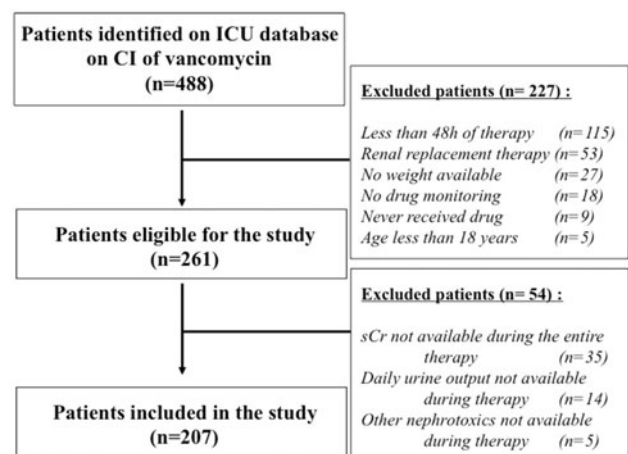 Patients identified on ICU database
on CI of vancomycin
(n=488)
Excluded patients (n= 227) :
Less than 48h of therapy (n=115)
Renal replacement therapy (n=53)
No weight available (n=27)
No drug monitoring (n=18)
Never received drug (n=9)
Age less than 18 years (n=5)
Patients eligible for the study
(n=261)
Excluded patients (n= 54) :
sCr not available during the entire
therapy (n=35)
Daily urine output not available
during therapy (n=14)
Other nephrotoxics not available
during therapy (n=5)
Patients included in the study
(n=207)